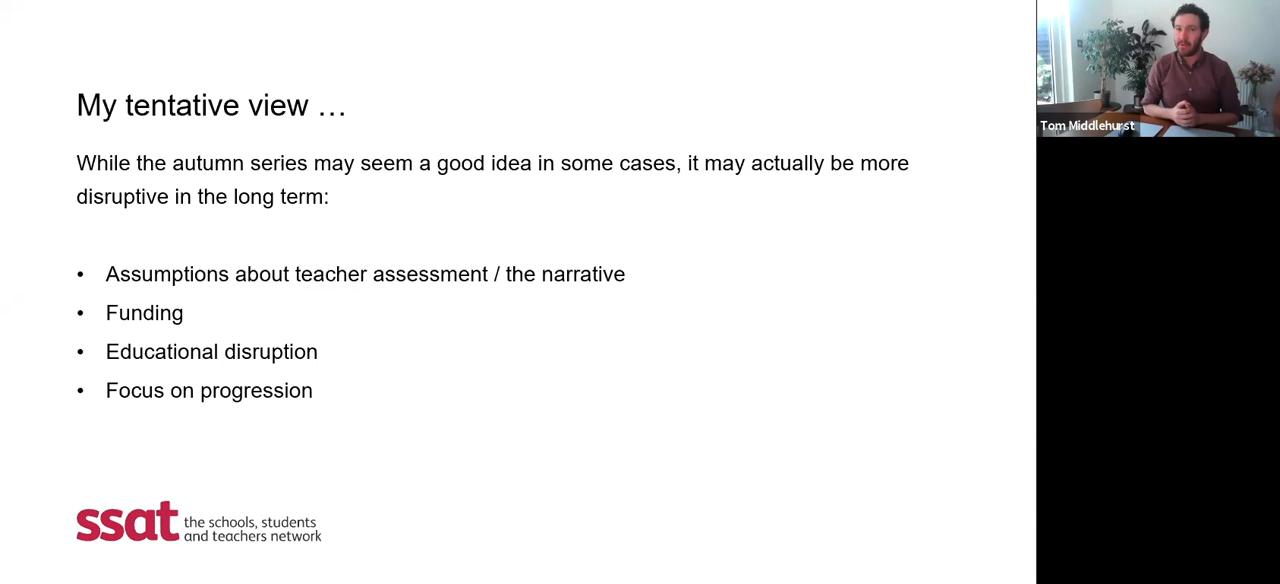 My tentative view …
While the autumn series may seem a good idea in some cases, it may actually be more
disruptive in the long term:
• Assumptions about teacher assessment / the narrative
• Funding
• Educational disruption
• Focus on progression
ssat the schools, students
and teachers network
Tom Middlehurst